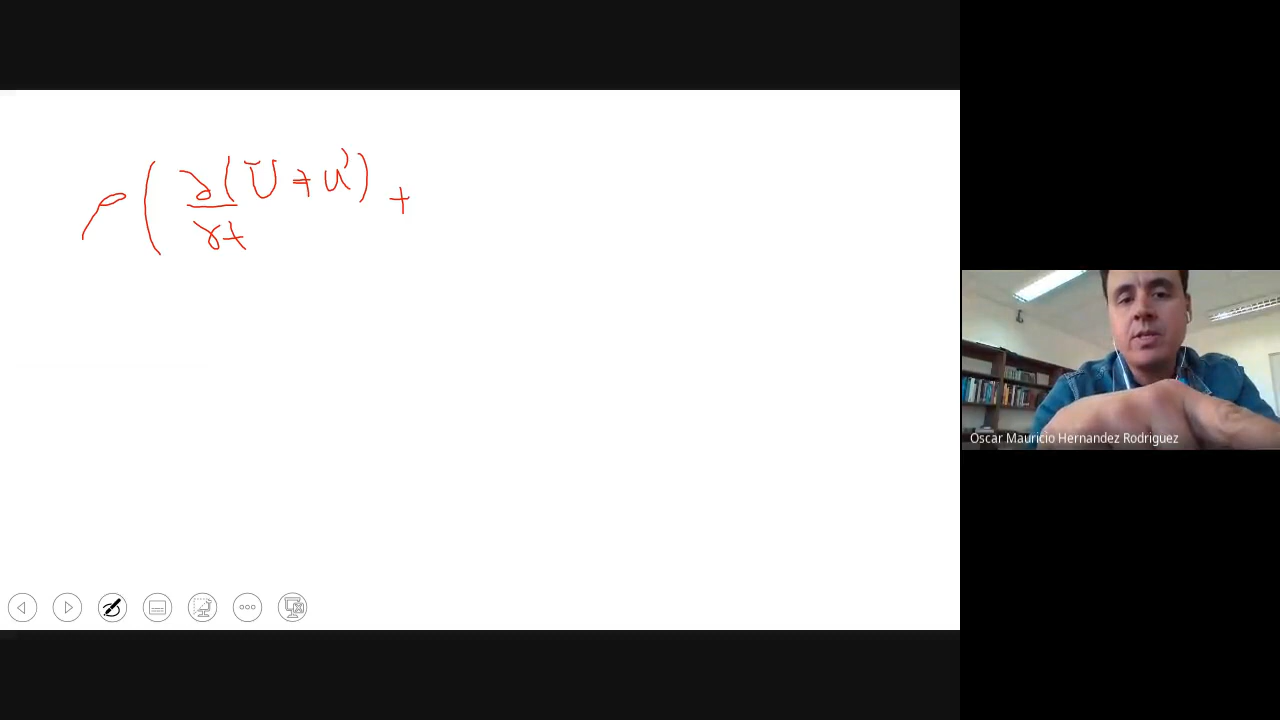 ρ ( ∂(Ū + u') +
∂t
Oscar Mauricio Hernandez Rodriguez